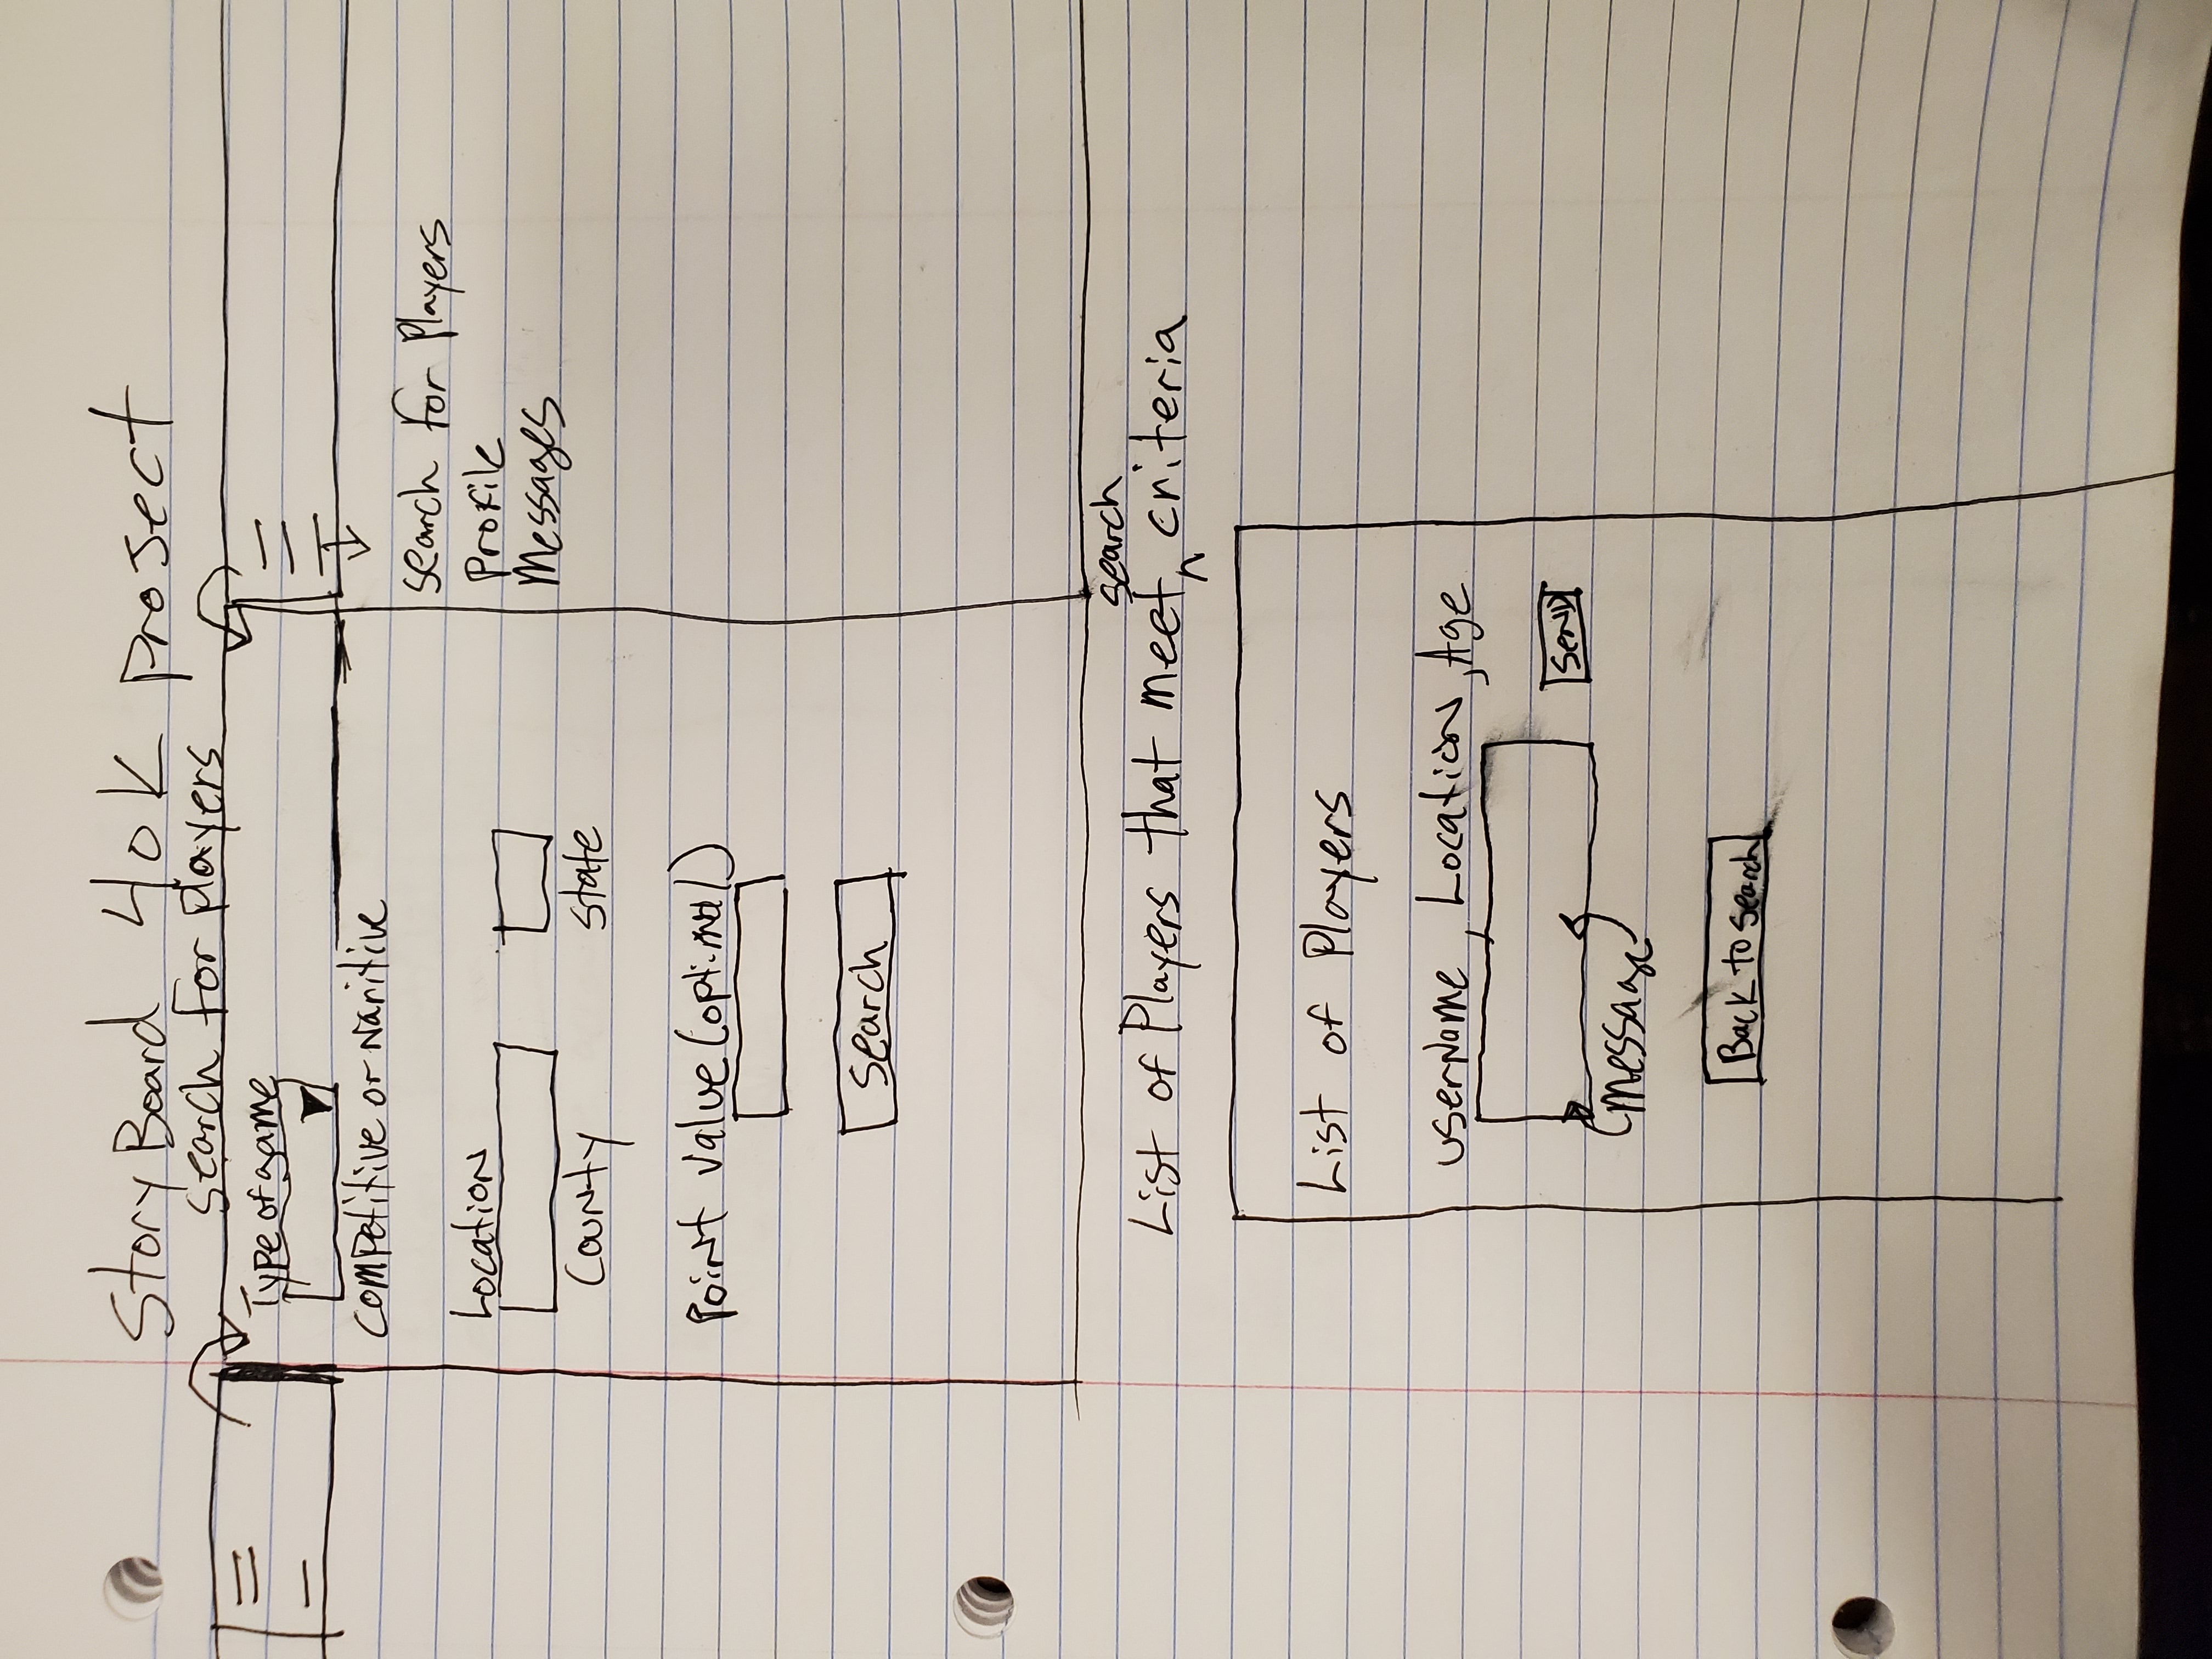 Story Board 40K Project
search for players
Type of game
Competitive or Naritive
search for Players
Profile
Messages
Location
County
state
Point value (optional)
search
search
List of Players that meet ^ criteria
List of Players
userName, Location, Age
SeND
(message)
Back to search